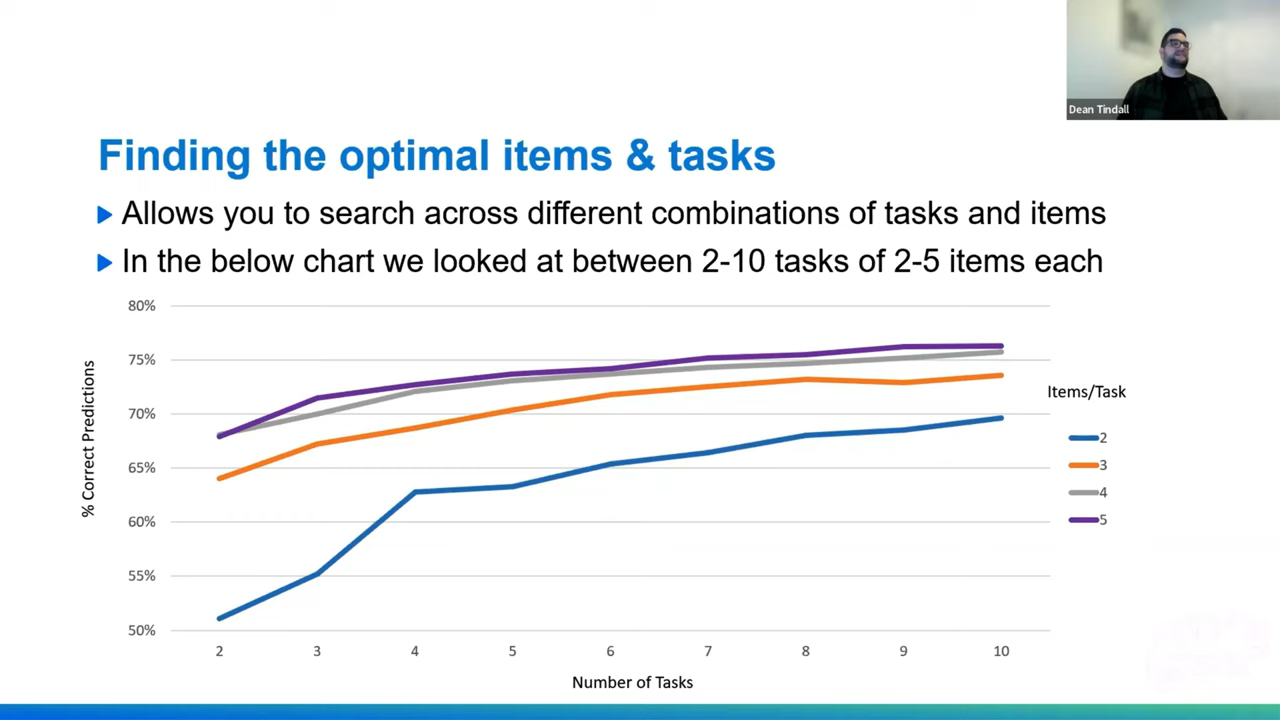 Dean Tindall
Finding the optimal items & tasks
Allows you to search across different combinations of tasks and items
In the below chart we looked at between 2-10 tasks of 2-5 items each
80%
75%
70%
65%
60%
55%
50%
% Correct Predictions
2 3 4 5 6 7 8 9 10
Number of Tasks
Items/Task
2
3
4
5